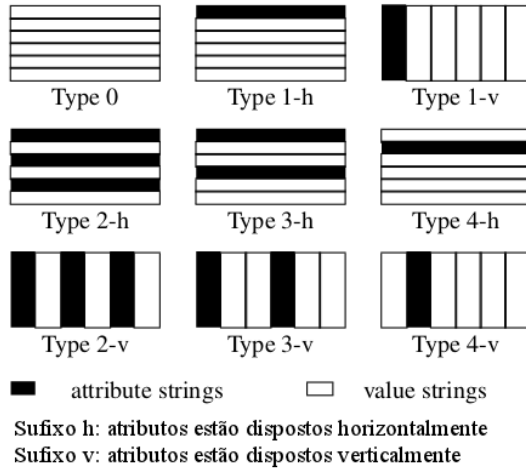 Type 0
Type 1-h
Type 1-v
Type 2-h
Type 3-h
Type 4-h
Type 2-v
Type 3-v
Type 4-v
attribute strings
value strings
Sufixo h: atributos estão dispostos horizontalmente
Sufixo v: atributos estão dispostos verticalmente